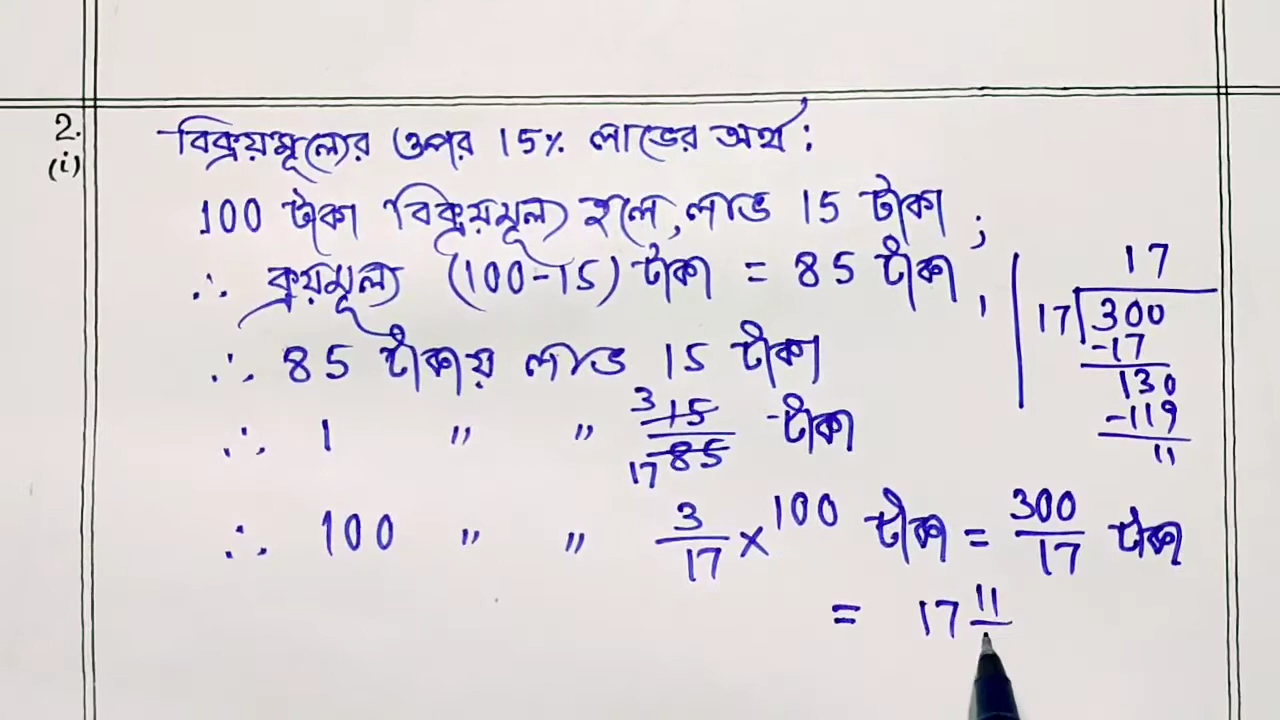 2.
(i)
বিক্রয়মূল্যের ওপর 15% লাভের অর্থ:
100 টাকা বিক্রয়মূল্য হলে, লাভ 15 টাকা ;
∴ ক্রয়মূল্য (100-15) টাকা = 85 টাকা,
∴ 85 টাকায় লাভ 15 টাকা
∴ 1 " " 3 15/85 17 টাকা
∴ 100 " " 3/17 × 100 টাকা = 300/17 টাকা
= 17 11/
17
17 300
-17
130
-119
11